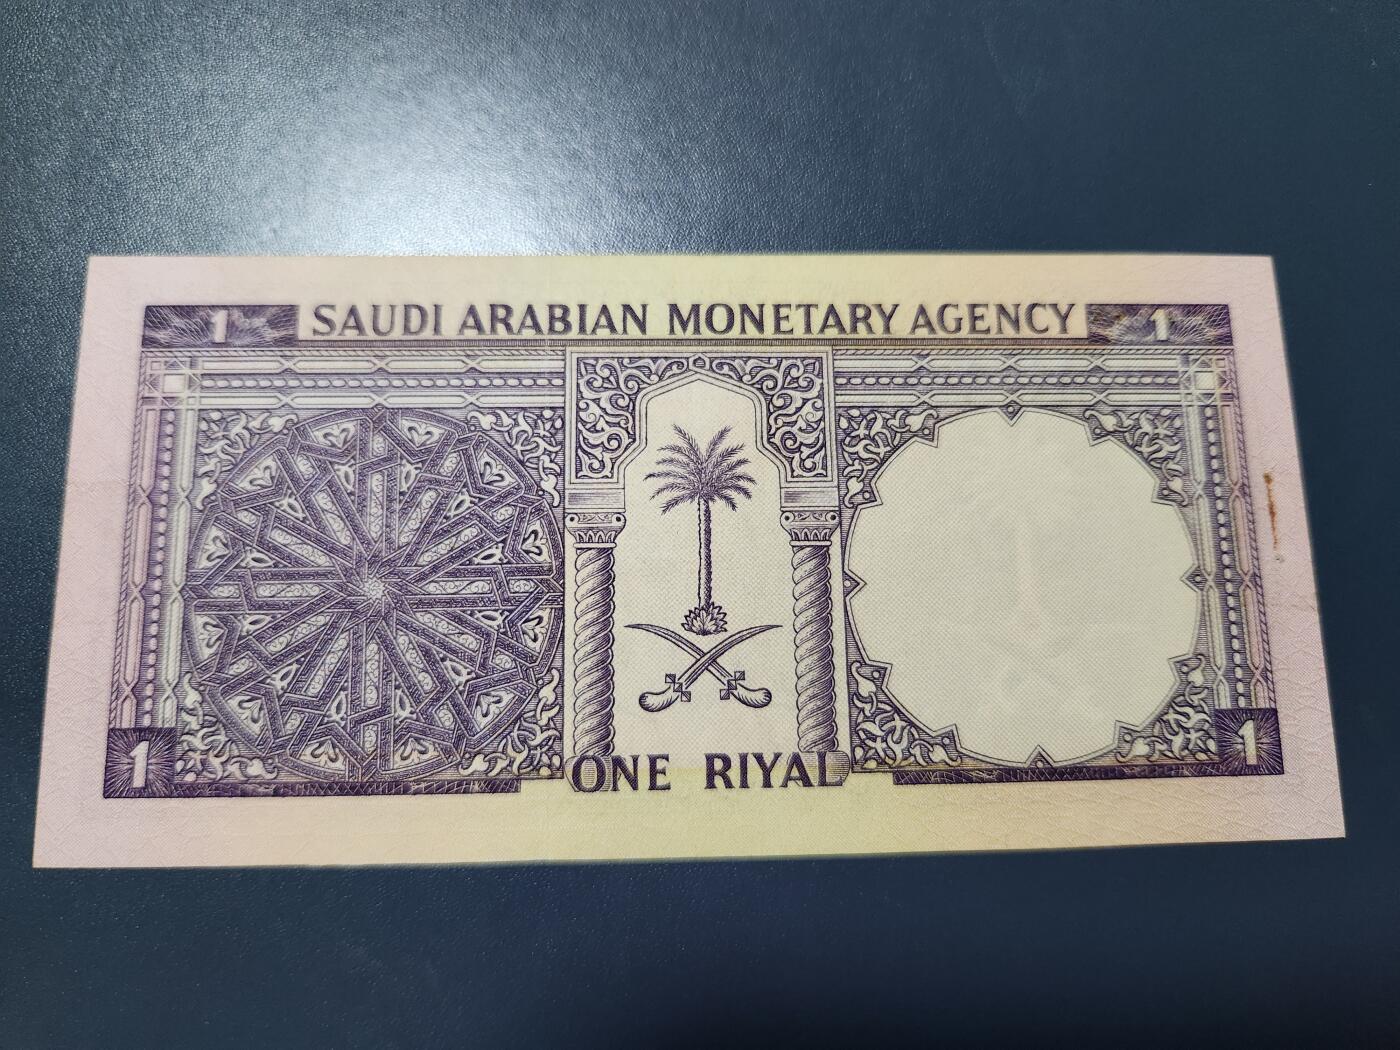 1 SAUDI ARABIAN MONETARY AGENCY 1
1 ONE RIYAL 1